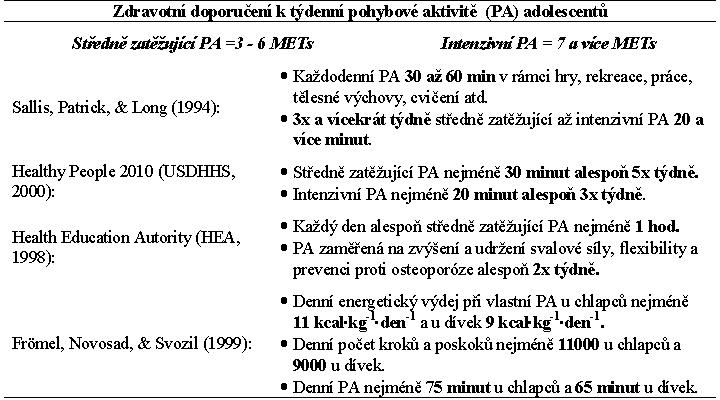 Zdravotní doporučení k týdenní pohybové aktivitě (PA) adolescentů
Středně zatěžující PA =3 - 6 METs
Intenzivní PA = 7 a více METs
Sallis, Patrick, & Long (1994):
• Každodenní PA 30 až 60 min v rámci hry, rekreace, práce,
tělesné výchovy, cvičení atd.
• 3x a vícekrát týdně středně zatěžující až intenzivní PA 20 a
více minut.
Healthy People 2010 (USDHHS,
2000):
• Středně zatěžující PA nejméně 30 minut alespoň 5x týdně.
• Intenzivní PA nejméně 20 minut alespoň 3x týdně.
Health Education Autority (HEA,
1998):
• Každý den alespoň středně zatěžující PA nejméně 1 hod.
• PA zaměřená na zvýšení a udržení svalové síly, flexibility a
prevenci proti osteoporóze alespoň 2x týdně.
Frömel, Novosad, & Svozil (1999):
• Denní energetický výdej při vlastní PA u chlapců nejméně
11 kcal·kg⁻¹·den⁻¹ a u dívek 9 kcal·kg⁻¹·den⁻¹.
• Denní počet kroků a poskoků nejméně 11000 u chlapců a
9000 u dívek.
• Denní PA nejméně 75 minut u chlapců a 65 minut u dívek.